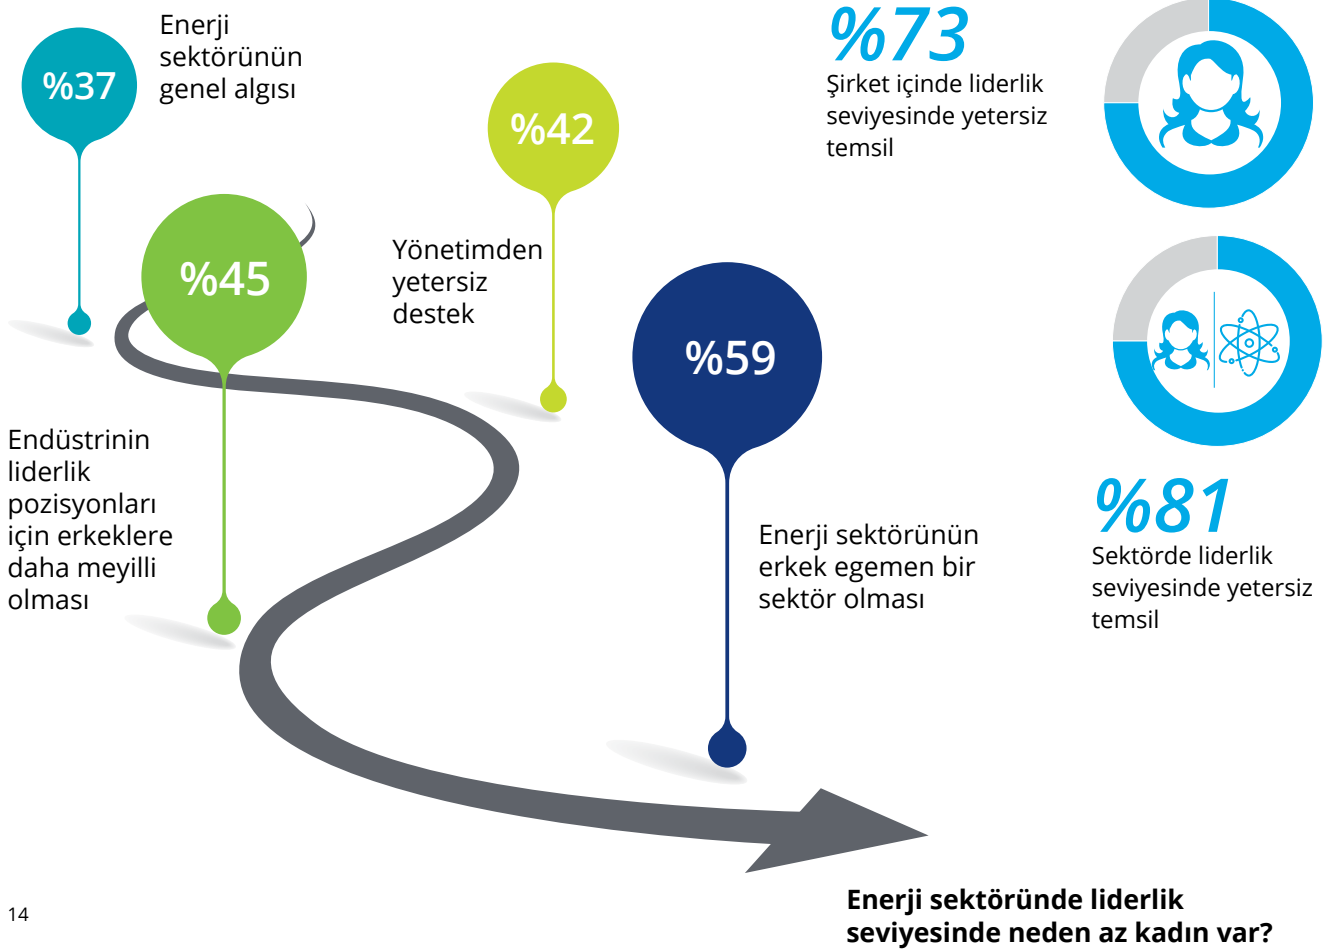 %37
Enerji
sektörünün
genel algısı
%45
Endüstrinin
liderlik
pozisyonları
için erkeklere
daha meyilli
olması
%42
Yönetimden
yetersiz
destek
%59
Enerji sektörünün
erkek egemen bir
sektör olması
%73
Şirket içinde liderlik
seviyesinde yetersiz
temsil
%81
Sektörde liderlik
seviyesinde yetersiz
temsil
Enerji sektöründe liderlik
seviyesinde neden az kadın var?
14